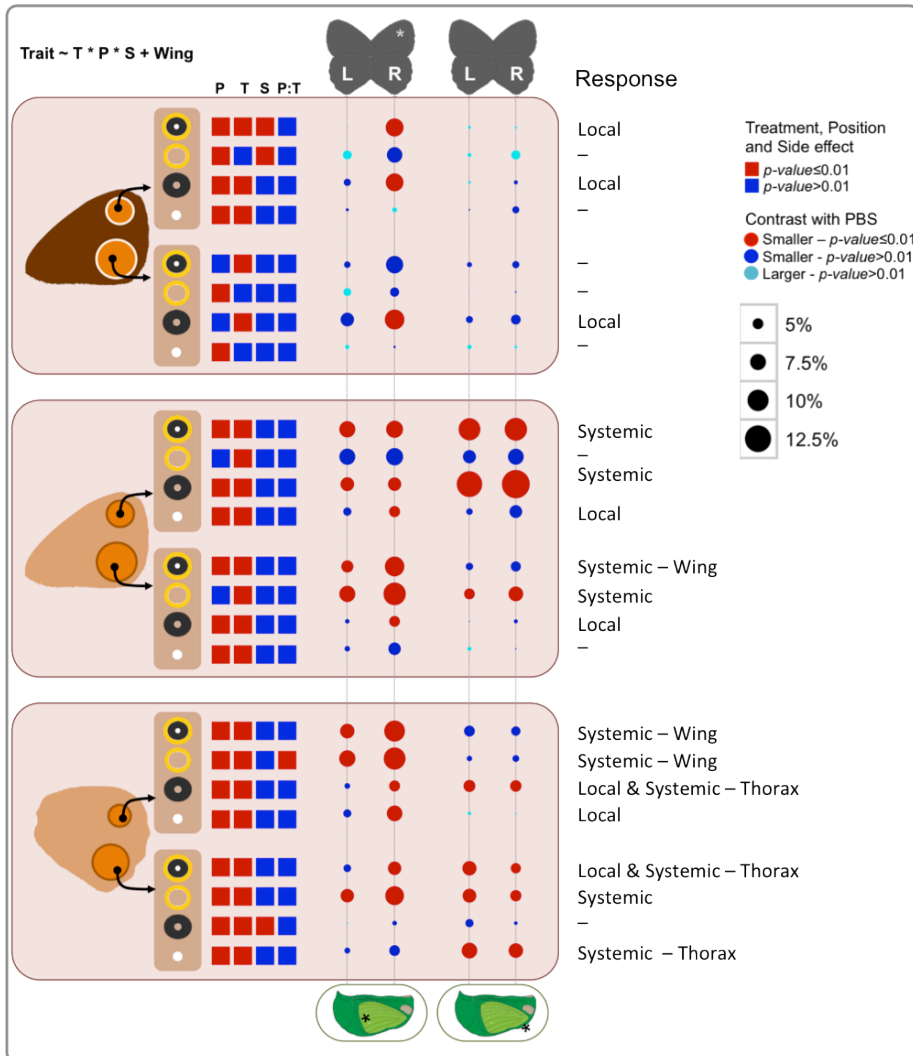 Trait ~ T * P * S + Wing
P T S P:T
*
L R
L R
Response
Local
–
Local
–
–
–
Local
–
Treatment, Position
and Side effect
p-value≤0.01
p-value>0.01
Contrast with PBS
Smaller – p-value≤0.01
Smaller - p-value>0.01
Larger - p-value>0.01
5%
7.5%
10%
12.5%
Systemic
–
Systemic
Local
Systemic – Wing
Systemic
Local
–
Systemic – Wing
Systemic – Wing
Local & Systemic – Thorax
Local
Local & Systemic – Thorax
Systemic
–
Systemic – Thorax
*
*